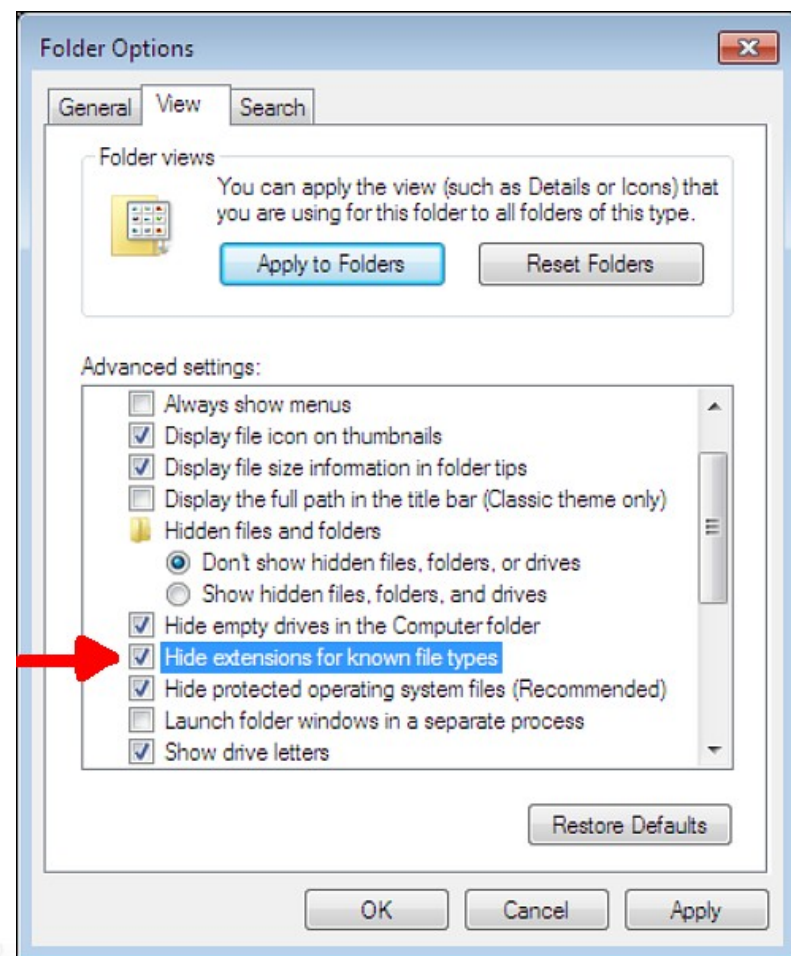 Folder Options
General View Search
Folder views
You can apply the view (such as Details or Icons) that
you are using for this folder to all folders of this type.
Apply to Folders Reset Folders
Advanced settings:
Always show menus
Display file icon on thumbnails
Display file size information in folder tips
Display the full path in the title bar (Classic theme only)
Hidden files and folders
Don't show hidden files, folders, or drives
Show hidden files, folders, and drives
Hide empty drives in the Computer folder
Hide extensions for known file types
Hide protected operating system files (Recommended)
Launch folder windows in a separate process
Show drive letters
Restore Defaults
OK Cancel Apply